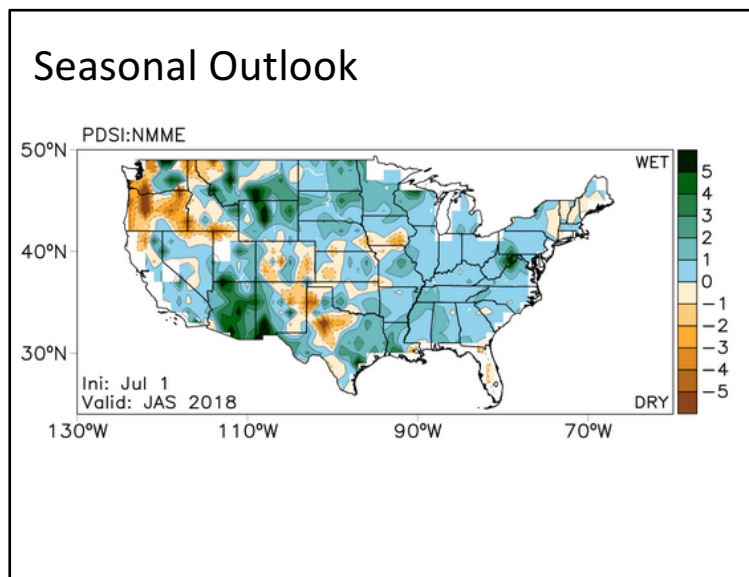 Seasonal Outlook
PDSI:NMME
50°N
WET
5
4
3
2
1
0
-1
-2
-3
-4
-5
40°N
30°N
Ini: Jul 1
Valid: JAS 2018
DRY
130°W 110°W 90°W 70°W